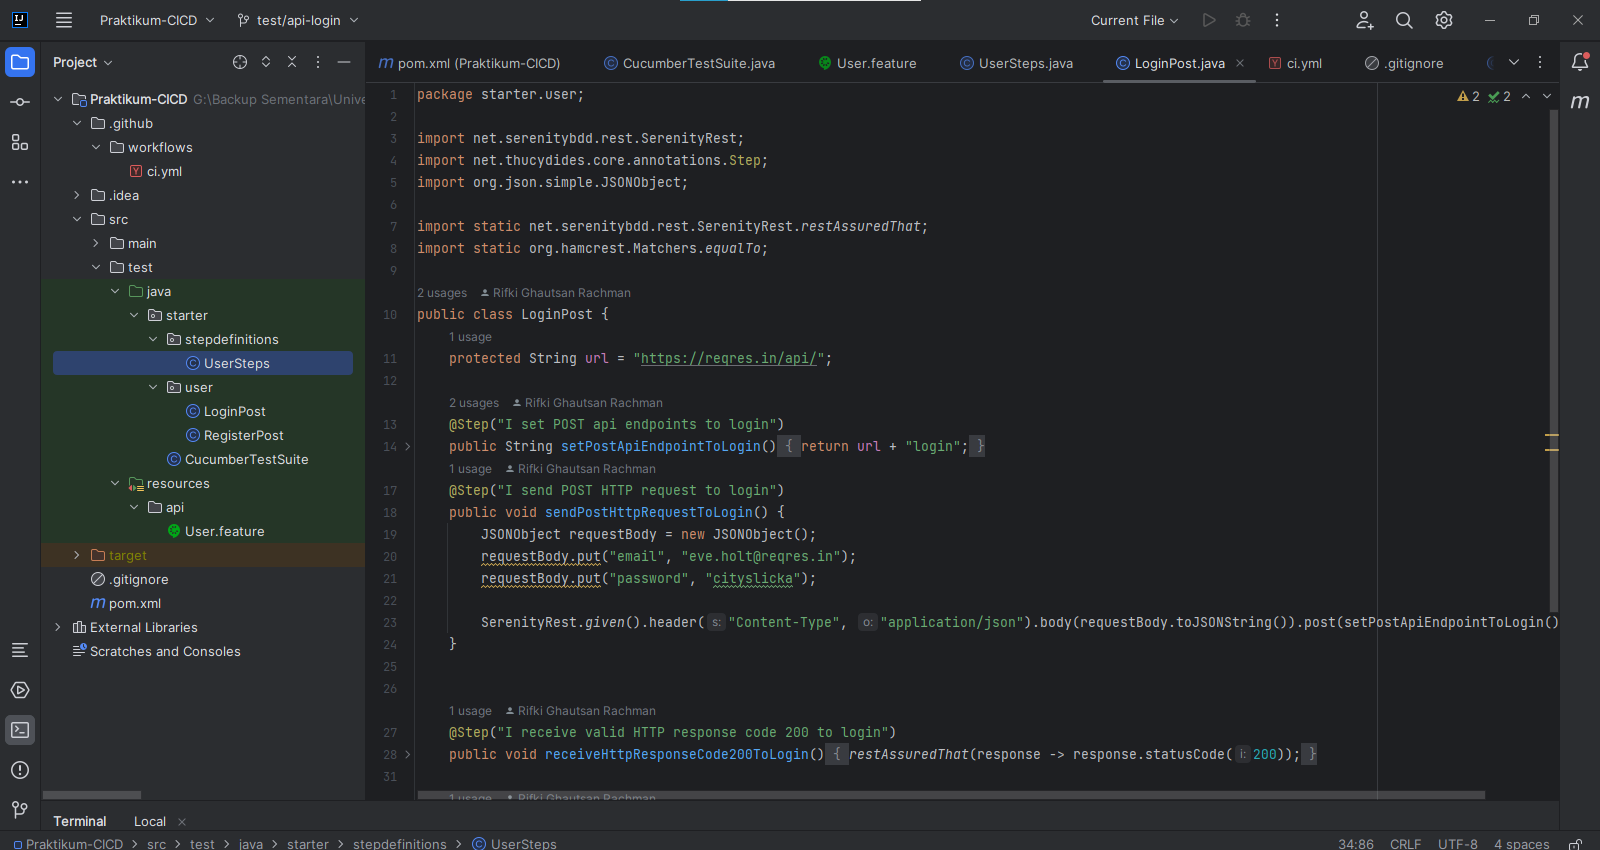 Praktikum-CICD
test/api-login
Current File
Project
pom.xml (Praktikum-CICD)
CucumberTestSuite.java
User.feature
UserSteps.java
LoginPost.java
ci.yml
.gitignore
Praktikum-CICD G:\Backup Sementara\Unive
.github
workflows
ci.yml
.idea
src
main
test
java
starter
stepdefinitions
UserSteps
user
LoginPost
RegisterPost
CucumberTestSuite
resources
api
User.feature
target
.gitignore
pom.xml
External Libraries
Scratches and Consoles
2 2
1 package starter.user;
2
3 import net.serenitybdd.rest.SerenityRest;
4 import net.thucydides.core.annotations.Step;
5 import org.json.simple.JSONObject;
6
7 import static net.serenitybdd.rest.SerenityRest.restAssuredThat;
8 import static org.hamcrest.Matchers.equalTo;
9
2 usages Rifki Ghautsan Rachman
10 public class LoginPost {
1 usage
11 protected String url = "https://reqres.in/api/";
12
2 usages Rifki Ghautsan Rachman
13 @Step("I set POST api endpoints to login")
14 public String setPostApiEndpointToLogin() { return url + "login"; }
1 usage Rifki Ghautsan Rachman
17 @Step("I send POST HTTP request to login")
18 public void sendPostHttpRequestToLogin() {
19 JSONObject requestBody = new JSONObject();
20 requestBody.put("email", "eve.holt@reqres.in");
21 requestBody.put("password", "cityslicka");
22
23 SerenityRest.given().header( s: "Content-Type", o: "application/json").body(requestBody.toJSONString()).post(setPostApiEndpointToLogin()
24 }
25
26
1 usage Rifki Ghautsan Rachman
27 @Step("I receive valid HTTP response code 200 to login")
28 public void receiveHttpResponseCode200ToLogin() { restAssuredThat(response -> response.statusCode( i: 200)); }
31
1 usage Rifki Ghautsan Rachman
Terminal Local
Praktikum-CICD > src > test > java > starter > stepdefinitions > UserSteps
34:86 CRLF UTF-8 4 spaces